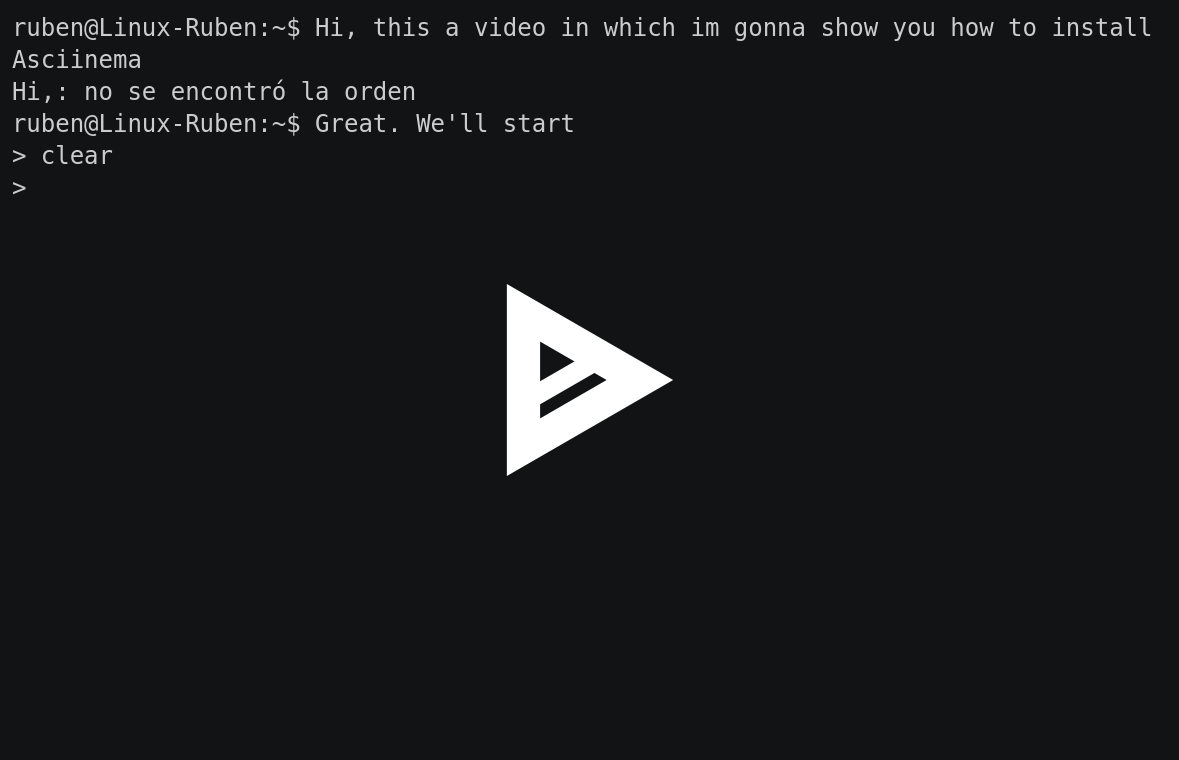 ruben@Linux-Ruben:~$ Hi, this a video in which im gonna show you how to install
Asciinema
Hi,: no se encontró la orden
ruben@Linux-Ruben:~$ Great. We'll start
> clear
>